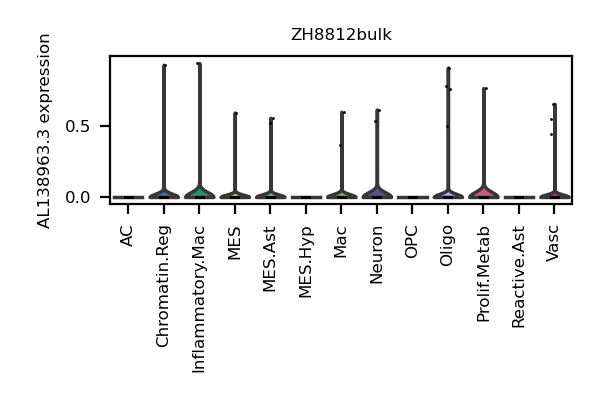 ZH8812bulk
AL138963.3 expression
0.5
0.0
AC
Chromatin.Reg
Inflammatory.Mac
MES
MES.Ast
MES.Hyp
Mac
Neuron
OPC
Oligo
Prolif.Metab
Reactive.Ast
Vasc